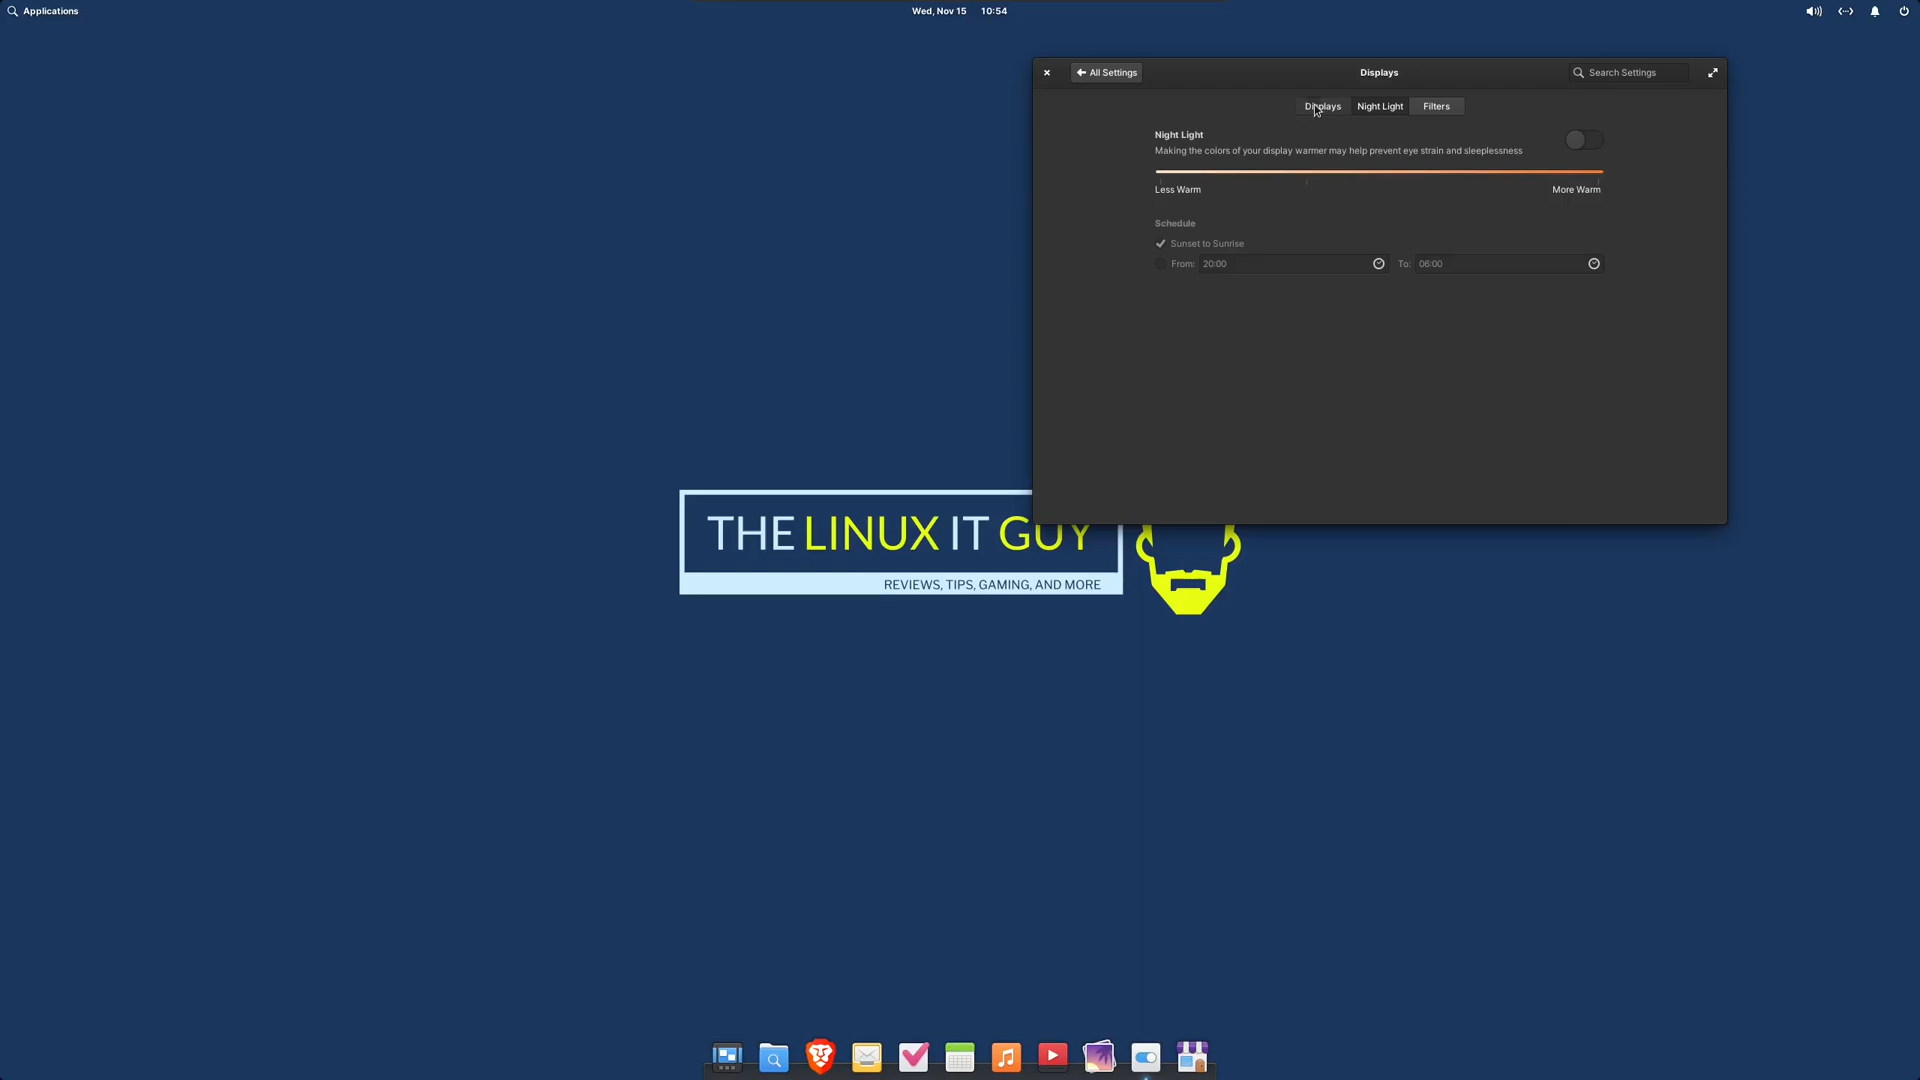 Applications
Wed, Nov 15 10:54
All Settings
Displays
Search Settings
Displays Night Light Filters
Night Light
Making the colors of your display warmer may help prevent eye strain and sleeplessness
Less Warm More Warm
Schedule
Sunset to Sunrise
From: 20:00 To: 06:00
THE LINUX IT GUY
REVIEWS, TIPS, GAMING, AND MORE